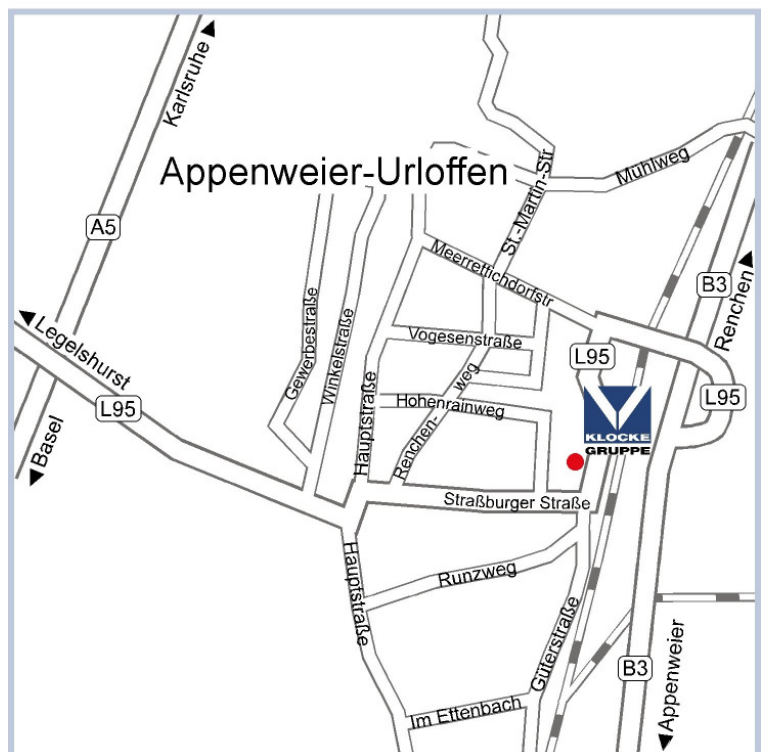 Karlsruhe
Appenweier-Urloffen
St.-Martin-Str
Mühlweg
A5
Meerreffichdorfstr
B3
Renchen
Legelshurst
Gewerbestraße
Winkelstraße
Vogesenstraße
L95
L95
L95
Hauptstraße
Renchen-
weg
Hohenrainweg
KLOCKE
GRUPPE
Basel
Straßburger Straße
Hauptstraße
Runzweg
Güterstraße
B3
Im Ettenbach
Appenweier